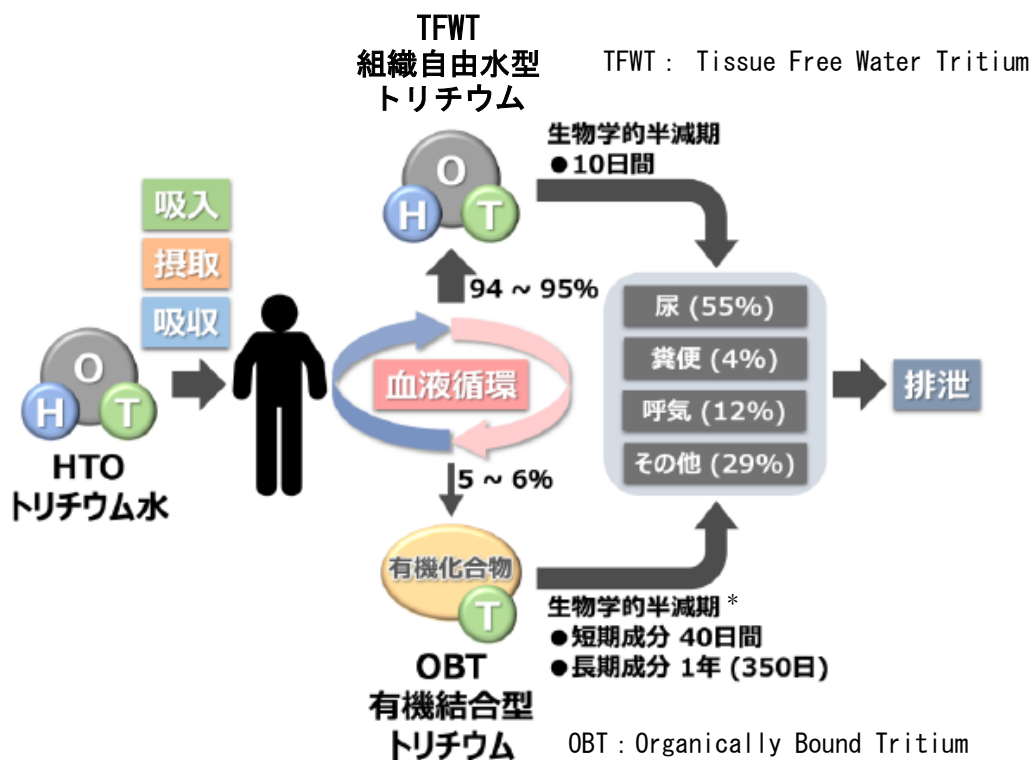 TFWT
組織自由水型
トリチウム
TFWT： Tissue Free Water Tritium
生物学的半減期
●10日間
O
H
T
吸入
摂取
吸収
94 ~ 95%
O
H
T
HTO
トリチウム水
血液循環
尿 (55%)
糞便 (4%)
呼気 (12%)
その他 (29%)
排泄
5 ~ 6%
有機化合物
T
OBT
有機結合型
トリチウム
生物学的半減期*
●短期成分 40日間
●長期成分 1年 (350日)
OBT：Organically Bound Tritium